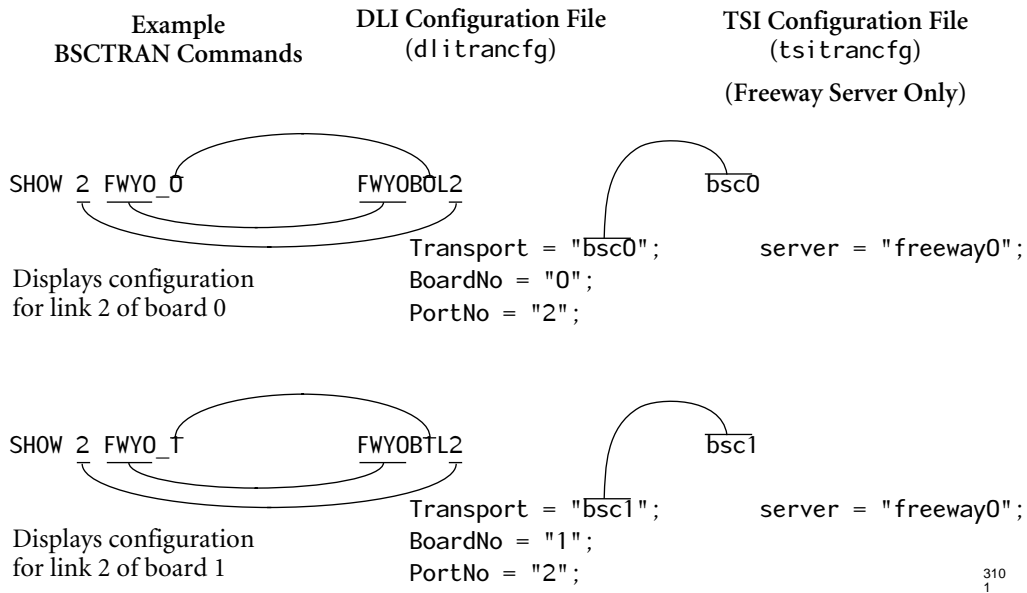 Example
BSCTRAN Commands
DLI Configuration File
(dlitrancfg)
TSI Configuration File
(tsitrancfg)
(Freeway Server Only)
SHOW 2 FWY0_0 FWY0B0L2 bsc0
Transport = "bsc0"; server = "freeway0";
BoardNo = "0";
PortNo = "2";
Displays configuration
for link 2 of board 0
SHOW 2 FWY0_1 FWY0B1L2 bsc1
Transport = "bsc1"; server = "freeway0";
BoardNo = "1";
PortNo = "2";
Displays configuration
for link 2 of board 1
310
1